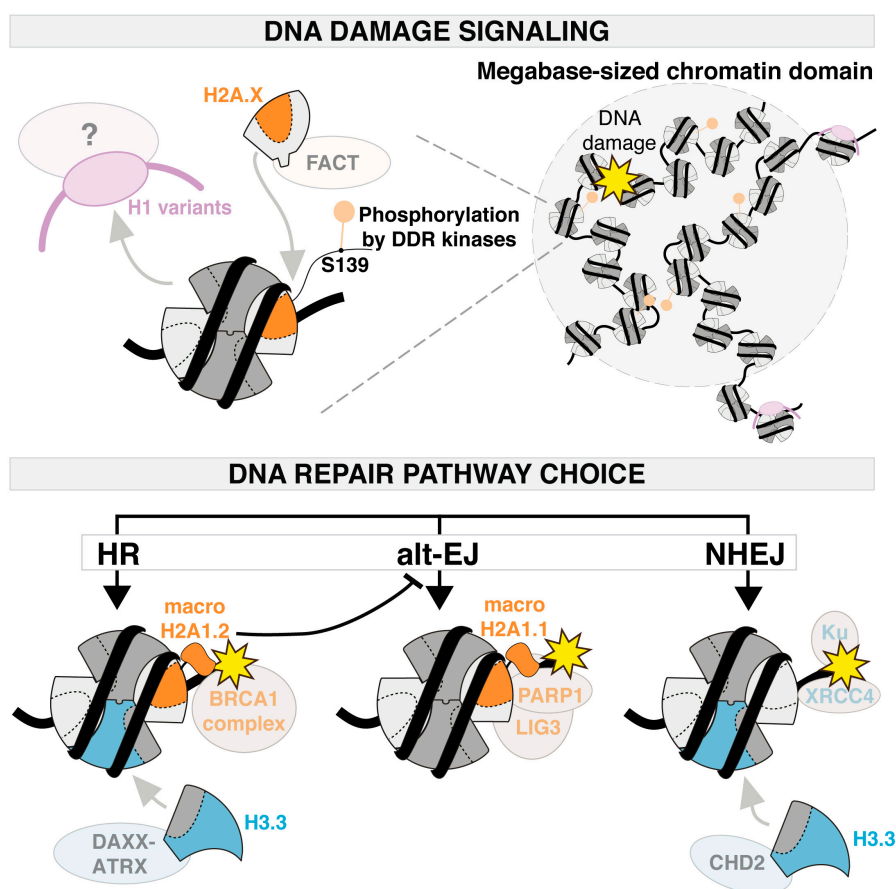 DNA DAMAGE SIGNALING
Megabase-sized chromatin domain
H2A.X
?
FACT
H1 variants
Phosphorylation
by DDR kinases
S139
DNA
damage
DNA REPAIR PATHWAY CHOICE
HR
alt-EJ
NHEJ
macro
H2A1.2
BRCA1
complex
H3.3
DAXX-
ATRX
macro
H2A1.1
PARP1
LIG3
Ku
XRCC4
H3.3
CHD2